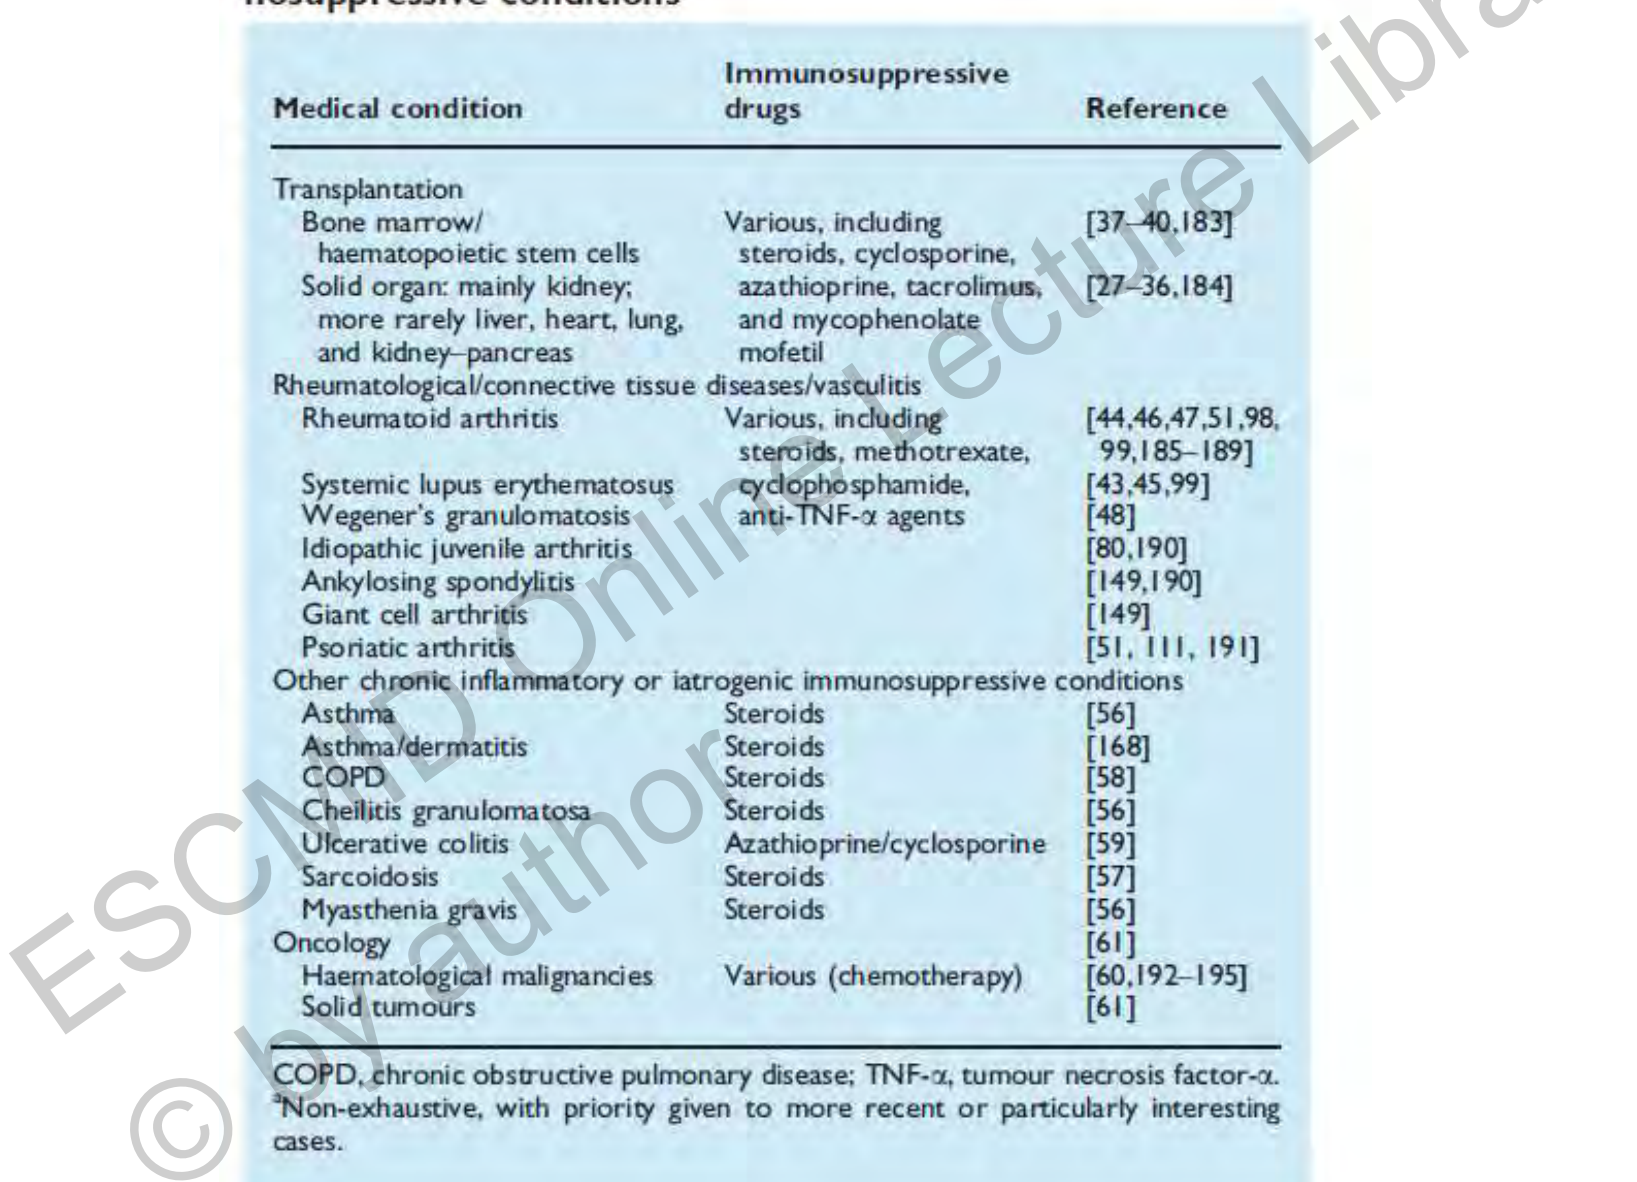 nosuppressive conditions
Immunosuppressive
Medical condition drugs Reference
Transplantation
Bone marrow/ Various, including [37–40,183]
haematopoietic stem cells steroids, cyclosporine,
Solid organ: mainly kidney; azathioprine, tacrolimus, [27–36,184]
more rarely liver, heart, lung, and mycophenolate
and kidney–pancreas mofetil
Rheumatological/connective tissue diseases/vasculitis
Rheumatoid arthritis Various, including [44,46,47,51,98,
steroids, methotrexate, 99,185–189]
Systemic lupus erythematosus cyclophosphamide, [43,45,99]
Wegener's granulomatosis anti-TNF-α agents [48]
Idiopathic juvenile arthritis [80,190]
Ankylosing spondylitis [149,190]
Giant cell arthritis [149]
Psoriatic arthritis [51, 111, 191]
Other chronic inflammatory or iatrogenic immunosuppressive conditions
Asthma Steroids [56]
Asthma/dermatitis Steroids [168]
COPD Steroids [58]
Cheilitis granulomatosa Steroids [56]
Ulcerative colitis Azathioprine/cyclosporine [59]
Sarcoidosis Steroids [57]
Myasthenia gravis Steroids [56]
Oncology [61]
Haematological malignancies Various (chemotherapy) [60,192–195]
Solid tumours [61]
COPD, chronic obstructive pulmonary disease; TNF-α, tumour necrosis factor-α.
ᵃNon-exhaustive, with priority given to more recent or particularly interesting
cases.
ESCMID Online Lecture Libra
© by author